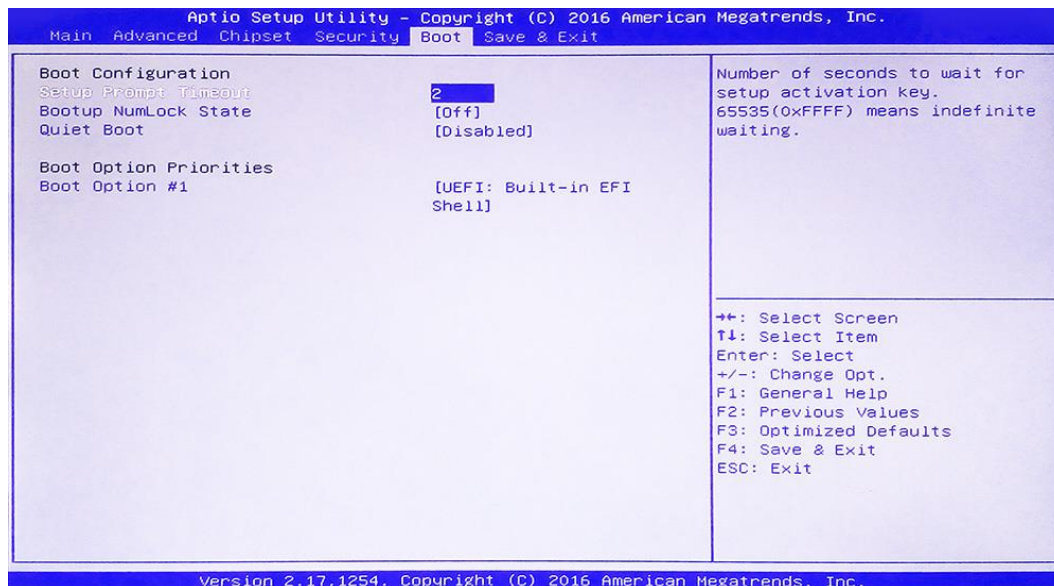 Aptio Setup Utility – Copyright (C) 2016 American Megatrends, Inc.
Main Advanced Chipset Security Boot Save & Exit
Boot Configuration
Setup Prompt Timeout 2
Bootup NumLock State [Off]
Quiet Boot [Disabled]
Boot Option Priorities
Boot Option #1 [UEFI: Built-in EFI
Shell]
Number of seconds to wait for
setup activation key.
65535(0xFFFF) means indefinite
waiting.
→←: Select Screen
↑↓: Select Item
Enter: Select
+/-: Change Opt.
F1: General Help
F2: Previous Values
F3: Optimized Defaults
F4: Save & Exit
ESC: Exit
Version 2.17.1254. Copyright (C) 2016 American Megatrends, Inc.